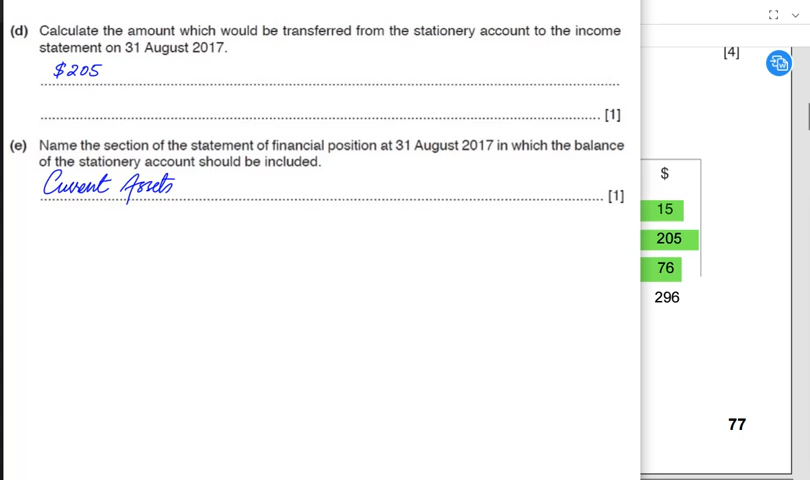 (d) Calculate the amount which would be transferred from the stationery account to the income
statement on 31 August 2017.
$205
[1]
(e) Name the section of the statement of financial position at 31 August 2017 in which the balance
of the stationery account should be included.
Current Assets
[1]
[4]
$
15
205
76
296
77